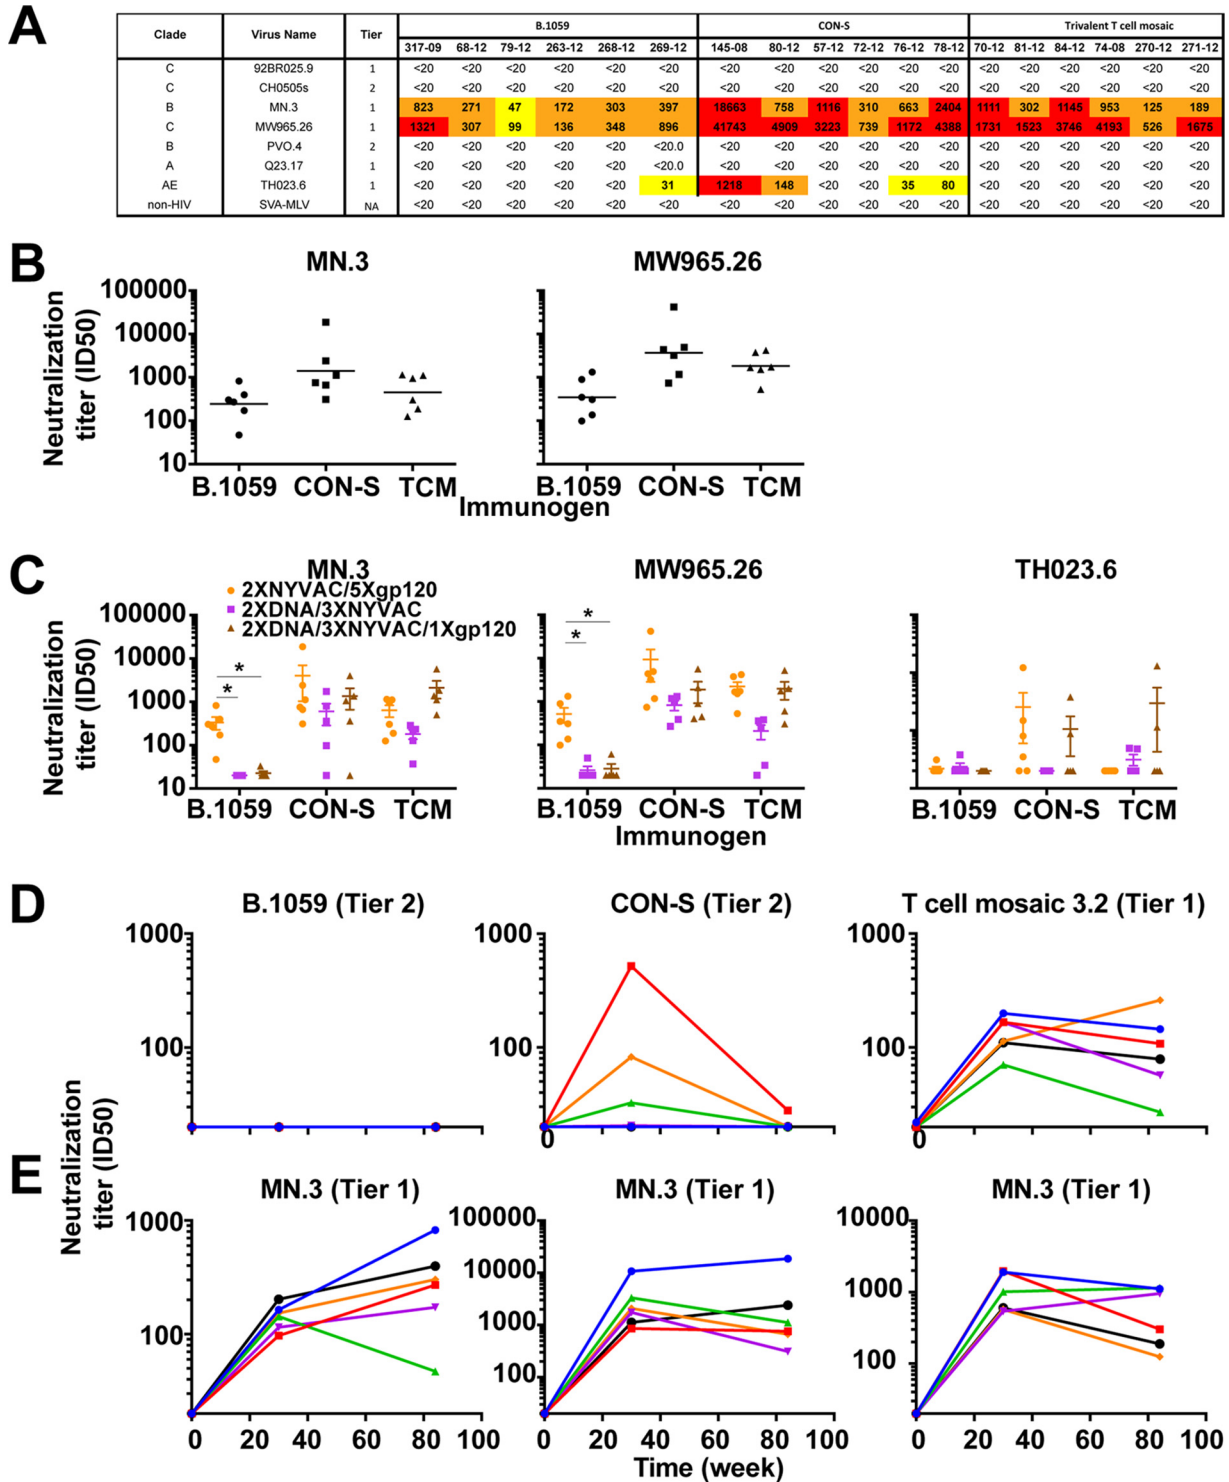 A
Clade Virus Name Tier B.1059 CON-S Trivalent T cell mosaic
317-09 68-12 79-12 263-12 268-12 269-12 145-08 80-12 57-12 72-12 76-12 78-12 70-12 81-12 84-12 74-08 270-12 271-12
C 92BR025.9 1 <20 <20 <20 <20 <20 <20 <20 <20 <20 <20 <20 <20 <20 <20 <20 <20 <20 <20
C CH0505s 2 <20 <20 <20 <20 <20 <20 <20 <20 <20 <20 <20 <20 <20 <20 <20 <20 <20 <20
B MN.3 1 823 271 47 172 303 397 18663 758 1116 310 663 2404 1111 302 1145 953 125 189
C MW965.26 1 1321 307 99 136 348 896 41743 4909 3223 739 1172 4388 1731 1523 3746 4193 526 1675
B PVO.4 2 <20 <20 <20 <20 <20 <20.0 <20 <20 <20 <20 <20 <20 <20 <20 <20 <20 <20 <20
A Q23.17 1 <20 <20 <20 <20 <20 <20.0 <20 <20 <20 <20 <20 <20 <20 <20 <20 <20 <20 <20
AE TH023.6 1 <20 <20 <20 <20 <20 31 1218 148 <20 <20 35 80 <20 <20 <20 <20 <20 <20
non-HIV SVA-MLV NA <20 <20 <20 <20 <20 <20 <20 <20 <20 <20 <20 <20 <20 <20 <20 <20 <20 <20
B
MN.3 MW965.26
Neutralization
titer (ID50)
100000
10000
1000
100
10
B.1059 CON-S TCM B.1059 CON-S TCM
Immunogen
C
MN.3 MW965.26 TH023.6
2XNYVAC/5Xgp120
2XDNA/3XNYVAC
2XDNA/3XNYVAC/1Xgp120
Neutralization
titer (ID50)
100000
10000
1000
100
10
* *
* *
B.1059 CON-S TCM B.1059 CON-S TCM B.1059 CON-S TCM
Immunogen
D
B.1059 (Tier 2) CON-S (Tier 2) T cell mosaic 3.2 (Tier 1)
1000 1000 1000
100 100 100
0 0
Neutralization
titer (ID50)
E
MN.3 (Tier 1) MN.3 (Tier 1) MN.3 (Tier 1)
1000 100000 10000
10000
1000 1000
100 100 100
0 20 40 60 80 100 0 20 40 60 80 100 0 20 40 60 80 100
Time (week)